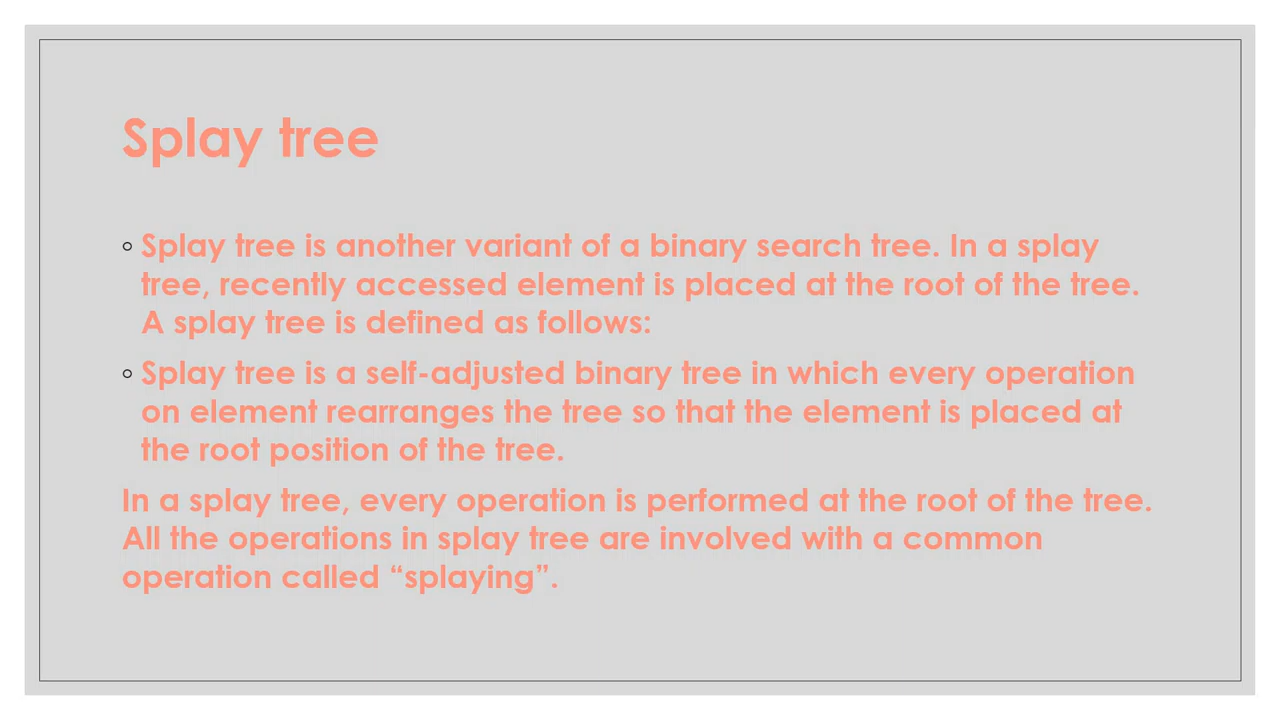 Splay tree
◦ Splay tree is another variant of a binary search tree. In a splay
tree, recently accessed element is placed at the root of the tree.
A splay tree is defined as follows:
◦ Splay tree is a self-adjusted binary tree in which every operation
on element rearranges the tree so that the element is placed at
the root position of the tree.
In a splay tree, every operation is performed at the root of the tree.
All the operations in splay tree are involved with a common
operation called “splaying”.